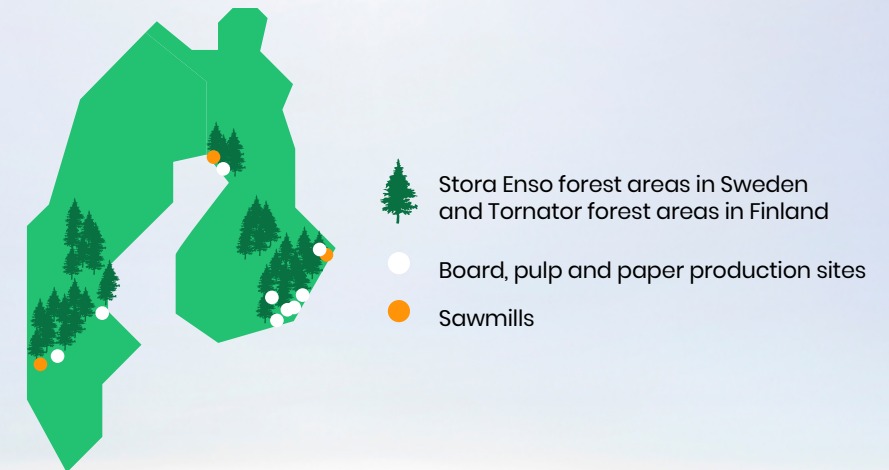 Stora Enso forest areas in Sweden
and Tornator forest areas in Finland
Board, pulp and paper production sites
Sawmills